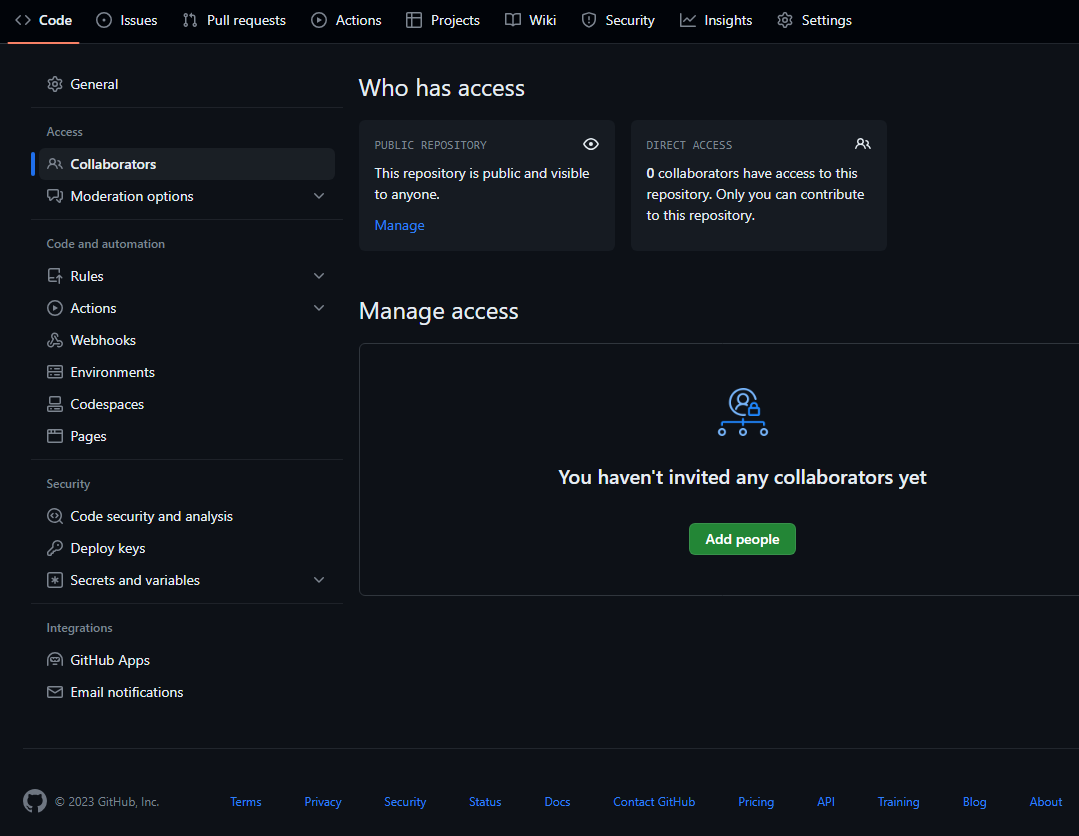 Code Issues Pull requests Actions Projects Wiki Security Insights Settings
General
Access
Collaborators
Moderation options
Code and automation
Rules
Actions
Webhooks
Environments
Codespaces
Pages
Security
Code security and analysis
Deploy keys
Secrets and variables
Integrations
GitHub Apps
Email notifications
Who has access
PUBLIC REPOSITORY
This repository is public and visible
to anyone.
Manage
DIRECT ACCESS
0 collaborators have access to this
repository. Only you can contribute
to this repository.
Manage access
You haven't invited any collaborators yet
Add people
© 2023 GitHub, Inc. Terms Privacy Security Status Docs Contact GitHub Pricing API Training Blog About